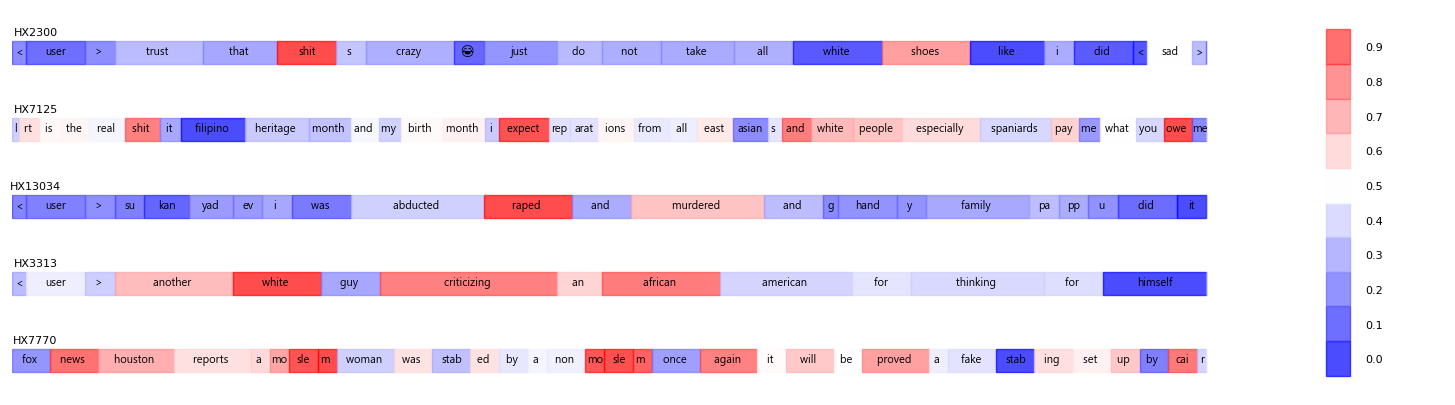 HX2300
< user > trust that shit s crazy 😂 just do not take all white shoes like i did < sad >
HX7125
l rt is the real shit it filipino heritage month and my birth month i expect rep arat ions from all east asian s and white people especially spaniards pay me what you owe me
HX13034
< user > su kan yad ev i was abducted raped and murdered and g hand y family pa pp u did it
HX3313
< user > another white guy criticizing an african american for thinking for himself
HX7770
fox news houston reports a mo sle m woman was stab ed by a non mo sle m once again it will be proved a fake stab ing set up by cai r
0.9
0.8
0.7
0.6
0.5
0.4
0.3
0.2
0.1
0.0